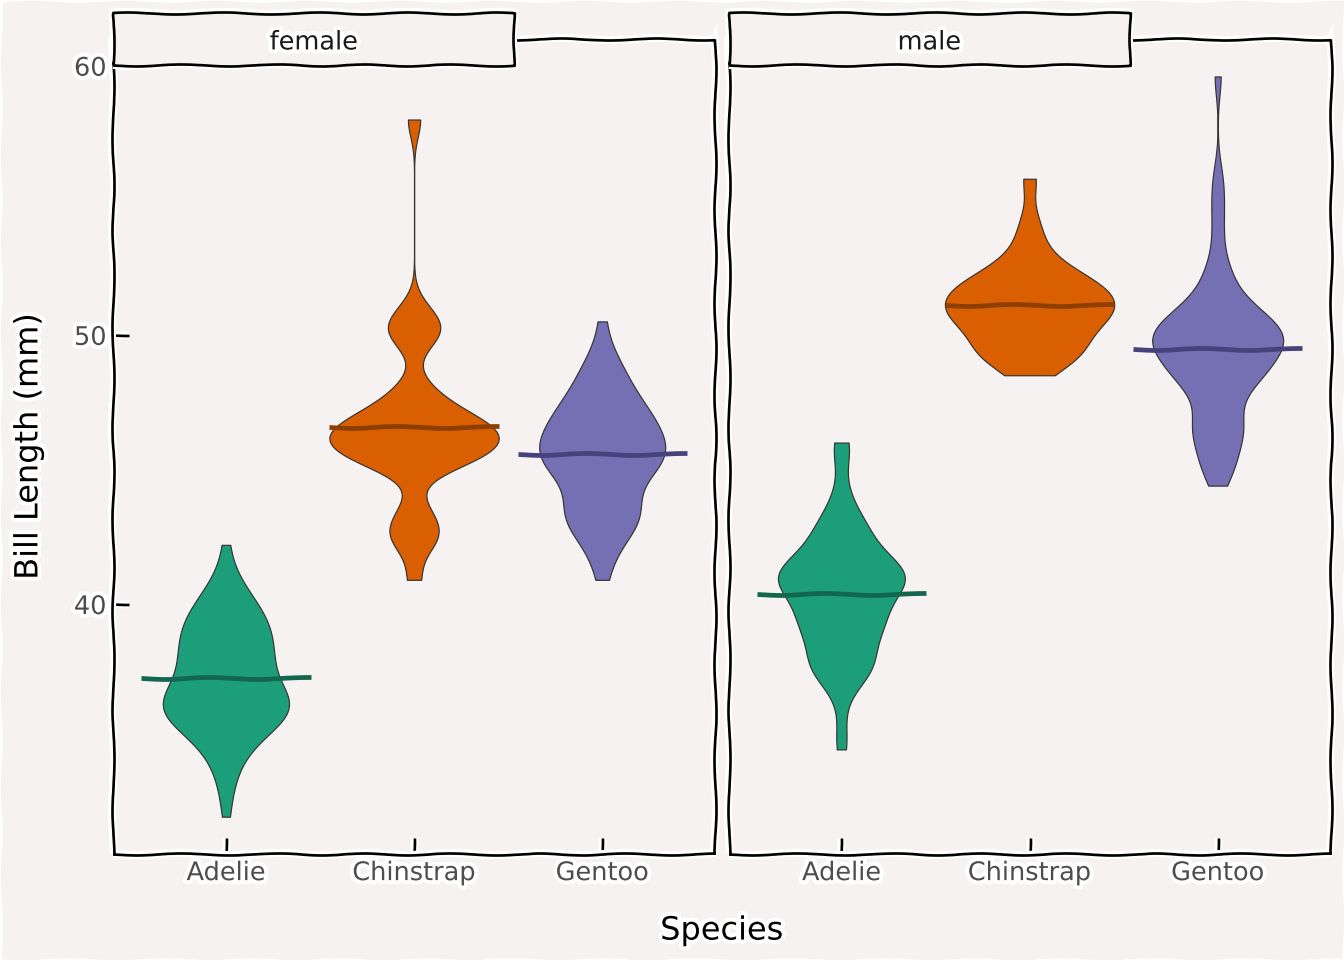 female
male
60
50
40
Bill Length (mm)
Adelie
Chinstrap
Gentoo
Adelie
Chinstrap
Gentoo
Species